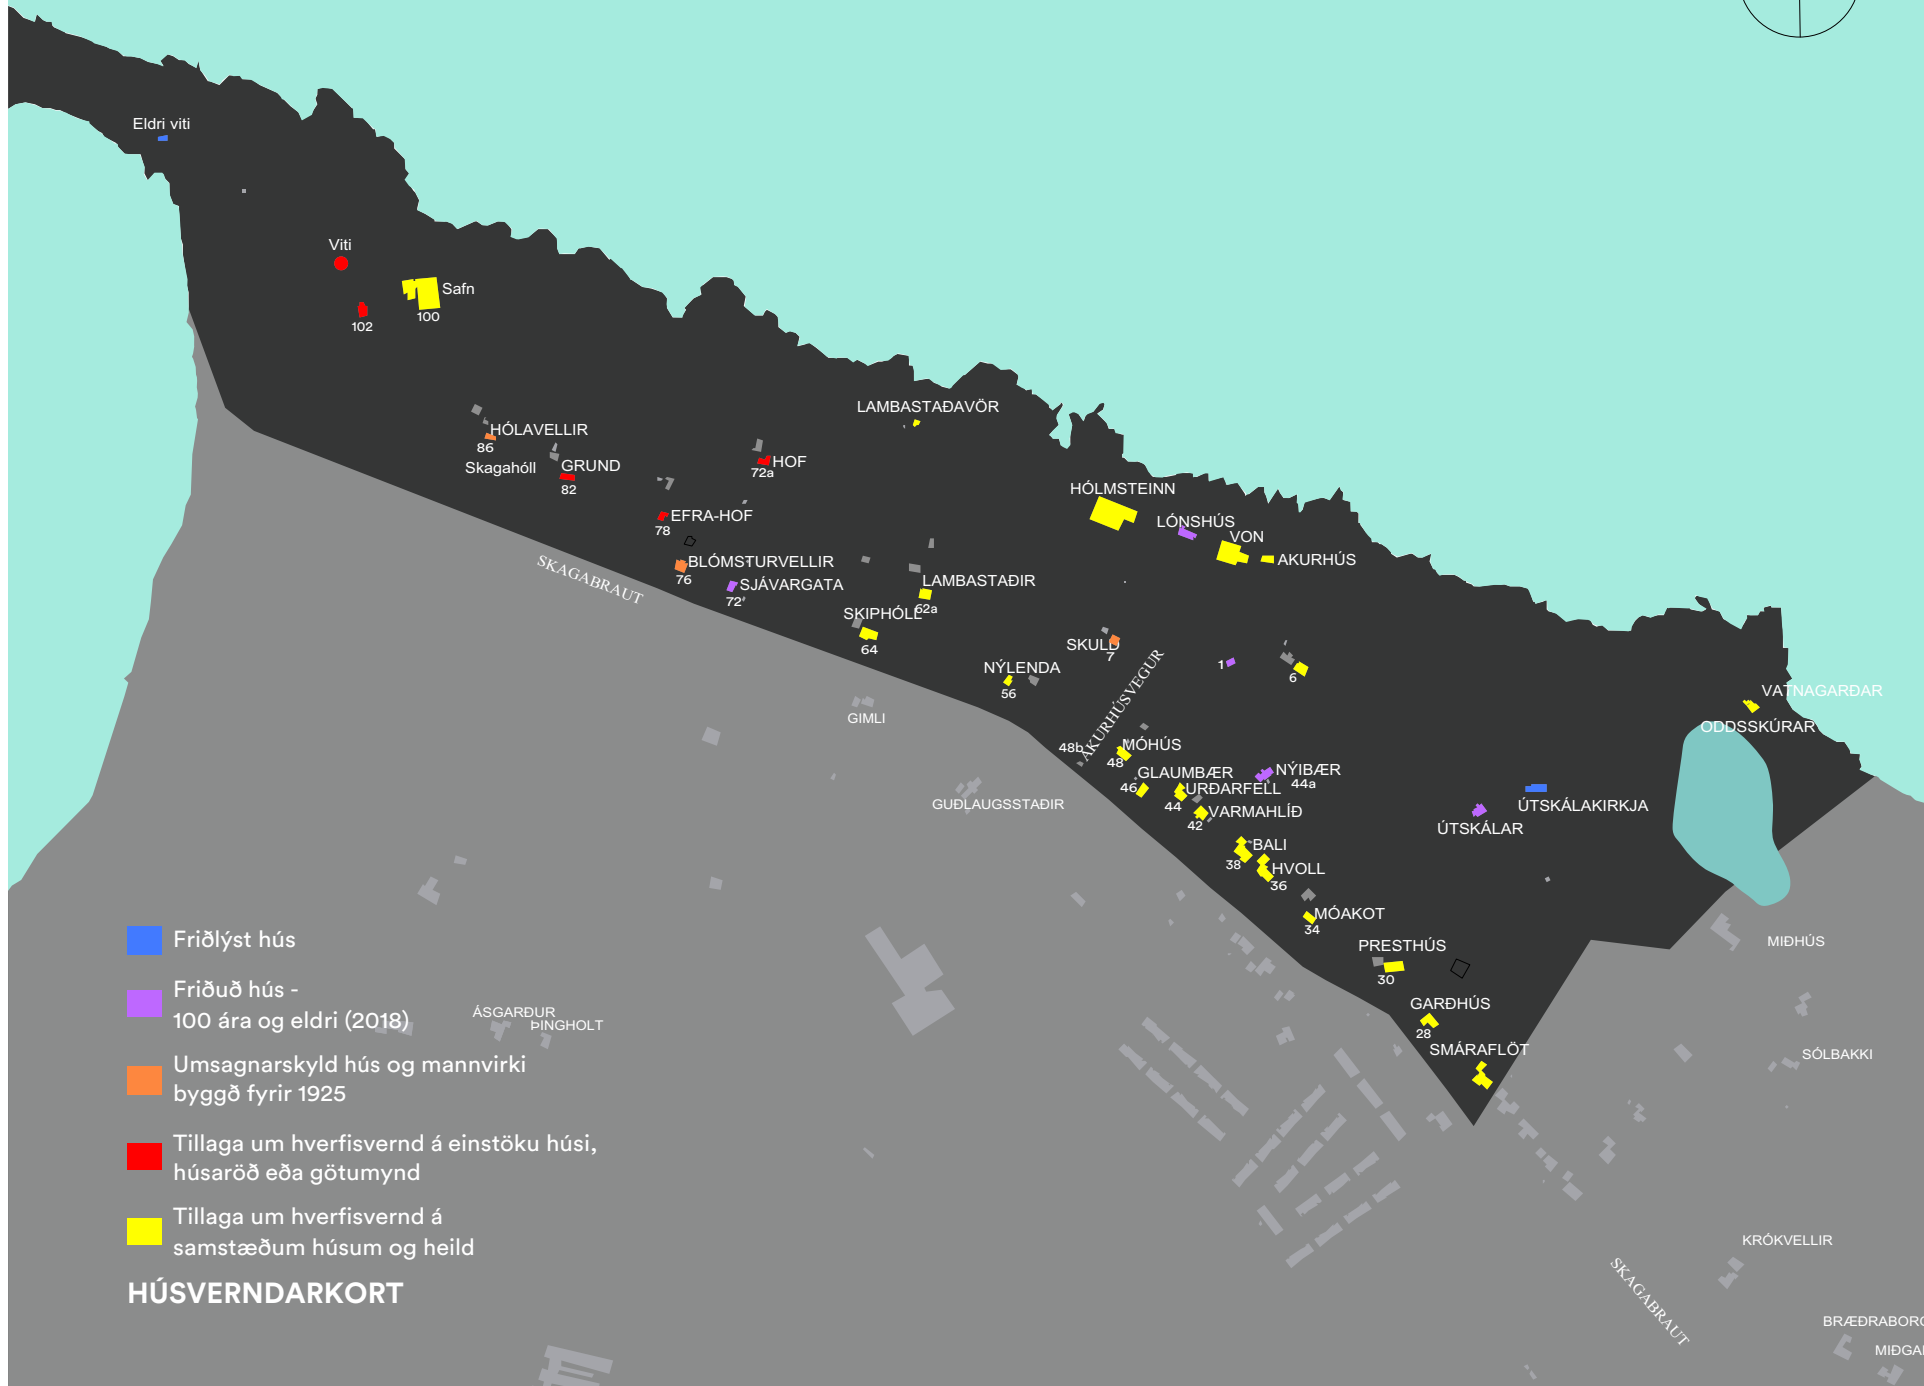 Eldri viti
Viti
Safn
102
100
LAMBASTAÐAVÖR
HÓLAVELLIR
86
Skagahóll
GRUND
82
HOF
72a
HÓLMSTEINN
LÓNSHÚS
VON
AKURHÚS
EFRA-HOF
78
BLÓMSTURVELLIR
76
SJÁVARGATA
72
SKAGABRAUT
LAMBASTAÐIR
62a
SKIPHÓLL
64
SKULD
7
1
6
NÝLENDA
56
AKURHÚSVEGUR
VATNAGARÐAR
ODDSSKÚRAR
GIMLI
48b
MÓHÚS
48
GLAUMBÆR
46
NÝIBÆR
44a
URÐARFELL
44
VARMAHLÍÐ
42
GUÐLAUGSSTAÐIR
ÚTSKÁLAKIRKJA
ÚTSKÁLAR
BALI
38
HVOLL
36
MÓAKOT
34
PRESTHÚS
30
MIÐHÚS
GARÐHÚS
28
SMÁRAFLÖT
SÓLBAKKI
ÁSGARÐUR
ÞINGHOLT
KRÓKVELLIR
SKAGABRAUT
BRÆÐRABORG
MIÐGA
Friðlýst hús
Friðuð hús -
100 ára og eldri (2018)
Umsagnarskyld hús og mannvirki
byggð fyrir 1925
Tillaga um hverfisvernd á einstöku húsi,
húsaröð eða götumynd
Tillaga um hverfisvernd á
samstæðum húsum og heild
HÚSVERNDARKORT